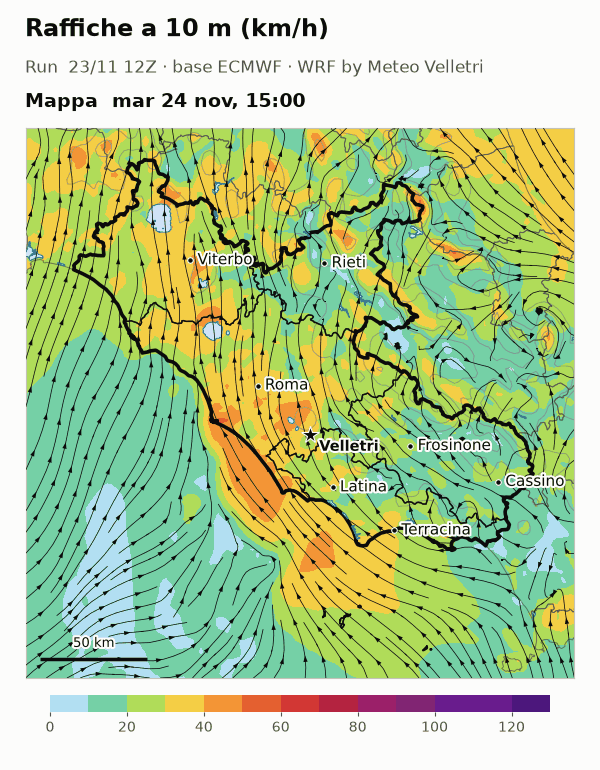 Raffiche a 10 m (km/h)
Run 23/11 12Z · base ECMWF · WRF by Meteo Velletri
Mappa mar 24 nov, 15:00
Viterbo
Rieti
Roma
Velletri
Frosinone
Cassino
Latina
Terracina
50 km
0 20 40 60 80 100 120